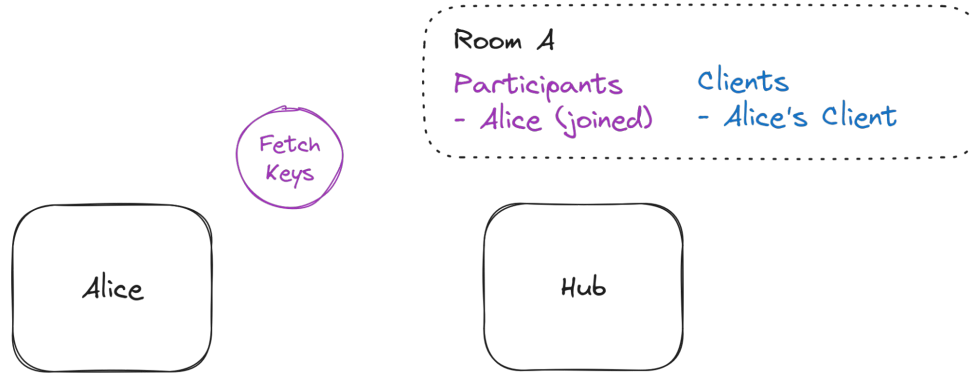 Room A
Participants
- Alice (joined)
Clients
- Alice's Client
Fetch
Keys
Alice
Hub